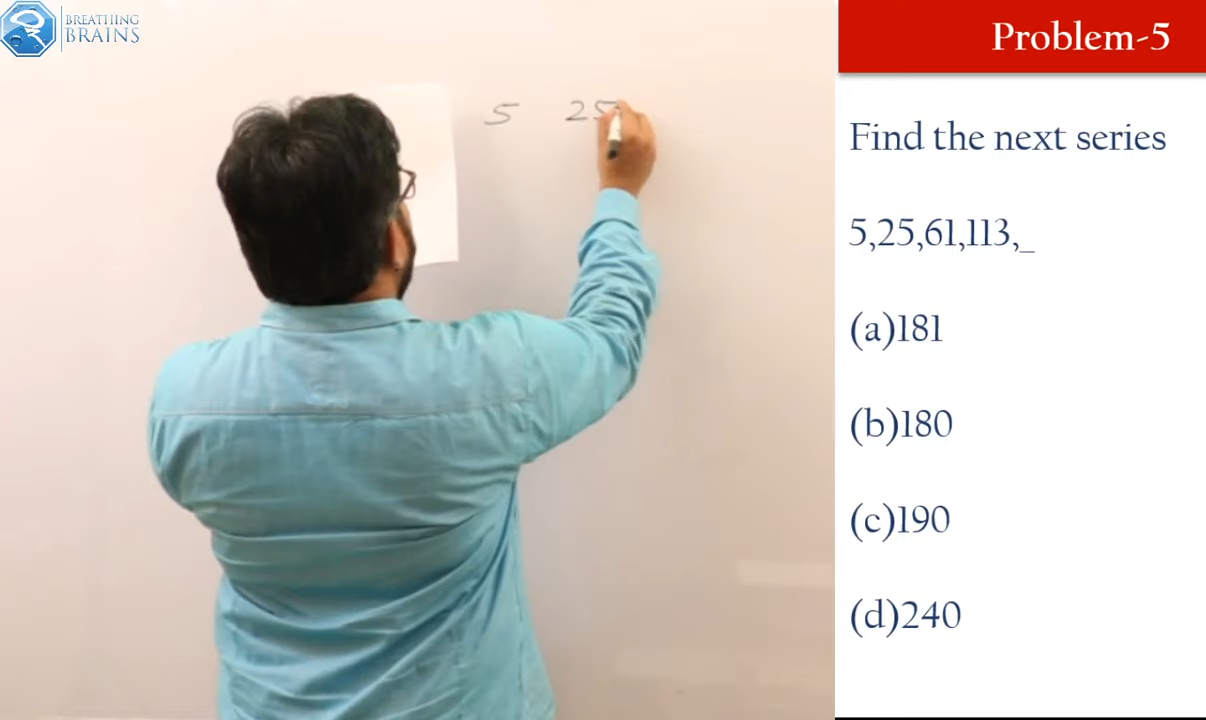 BREATHING
BRAINS
5 25
Problem-5
Find the next series
5,25,61,113,_
(a)181
(b)180
(c)190
(d)240